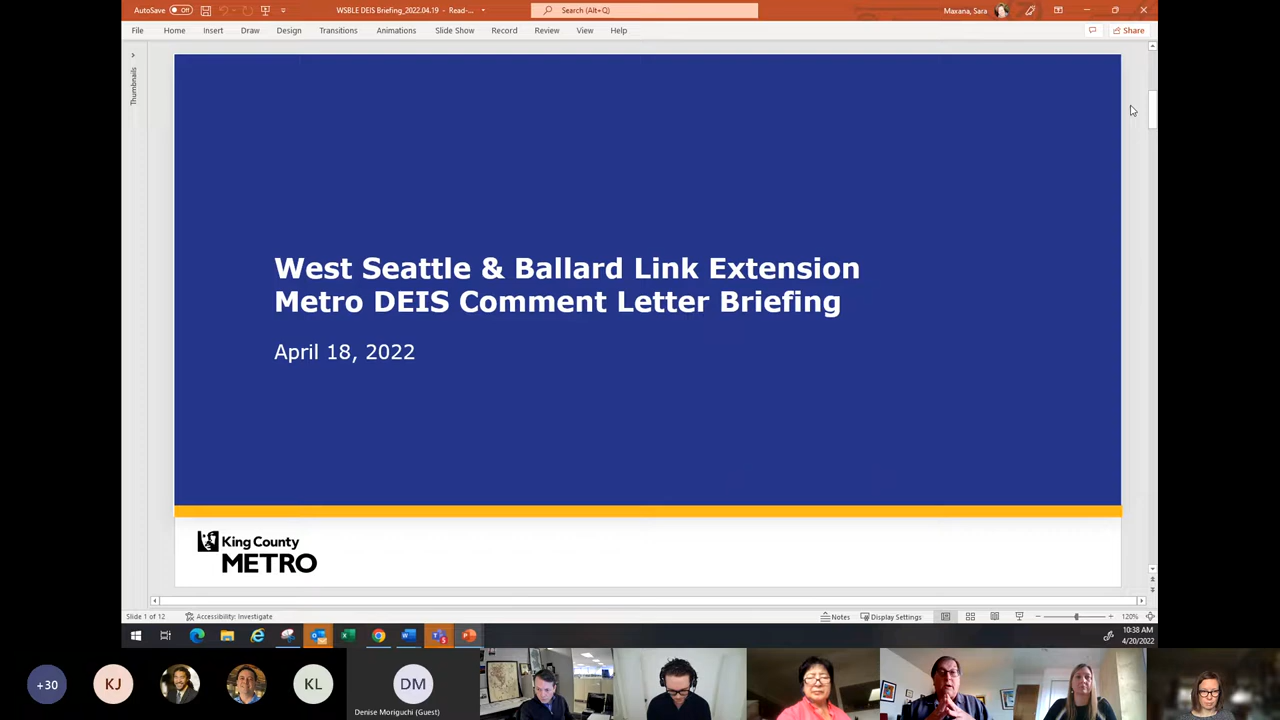 AutoSave Off
WSBLE DEIS Briefing_2022.04.19 - Read-...
Search (Alt+Q)
Maxana, Sara
File Home Insert Draw Design Transitions Animations Slide Show Record Review View Help
Share
Thumbnails
West Seattle & Ballard Link Extension
Metro DEIS Comment Letter Briefing
April 18, 2022
King County
METRO
Slide 1 of 12
Accessibility: Investigate
Notes
Display Settings
120%
10:38 AM
4/20/2022
+30
KJ
KL
DM
Denise Moriguchi (Guest)